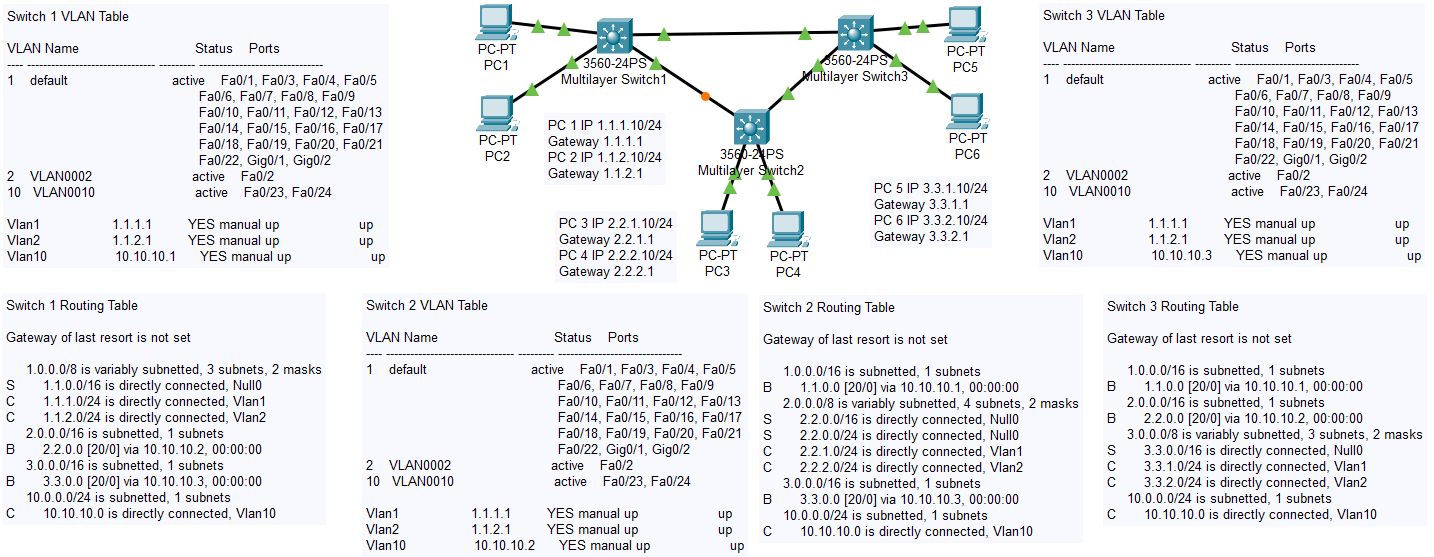 Switch 1 VLAN Table
VLAN Name Status Ports
---- -------------------------------- --------- -------------------------------
1 default active Fa0/1, Fa0/3, Fa0/4, Fa0/5
Fa0/6, Fa0/7, Fa0/8, Fa0/9
Fa0/10, Fa0/11, Fa0/12, Fa0/13
Fa0/14, Fa0/15, Fa0/16, Fa0/17
Fa0/18, Fa0/19, Fa0/20, Fa0/21
Fa0/22, Gig0/1, Gig0/2
2 VLAN0002 active Fa0/2
10 VLAN0010 active Fa0/23, Fa0/24
Vlan1 1.1.1.1 YES manual up up
Vlan2 1.1.2.1 YES manual up up
Vlan10 10.10.10.1 YES manual up up
PC-PT
PC1
3560-24PS
Multilayer Switch1
PC-PT
PC2
3560-24PS
Multilayer Switch3
PC-PT
PC5
PC-PT
PC6
3560-24PS
Multilayer Switch2
PC-PT
PC3
PC-PT
PC4
PC 1 IP 1.1.1.10/24
Gateway 1.1.1.1
PC 2 IP 1.1.2.10/24
Gateway 1.1.2.1
PC 3 IP 2.2.1.10/24
Gateway 2.2.1.1
PC 4 IP 2.2.2.10/24
Gateway 2.2.2.1
PC 5 IP 3.3.1.10/24
Gateway 3.3.1.1
PC 6 IP 3.3.2.10/24
Gateway 3.3.2.1
Switch 3 VLAN Table
VLAN Name Status Ports
---- -------------------------------- --------- -------------------------------
1 default active Fa0/1, Fa0/3, Fa0/4, Fa0/5
Fa0/6, Fa0/7, Fa0/8, Fa0/9
Fa0/10, Fa0/11, Fa0/12, Fa0/13
Fa0/14, Fa0/15, Fa0/16, Fa0/17
Fa0/18, Fa0/19, Fa0/20, Fa0/21
Fa0/22, Gig0/1, Gig0/2
2 VLAN0002 active Fa0/2
10 VLAN0010 active Fa0/23, Fa0/24
Vlan1 1.1.1.1 YES manual up up
Vlan2 1.1.2.1 YES manual up up
Vlan10 10.10.10.3 YES manual up up
Switch 1 Routing Table
Gateway of last resort is not set
1.0.0.0/8 is variably subnetted, 3 subnets, 2 masks
S 1.1.0.0/16 is directly connected, Null0
C 1.1.1.0/24 is directly connected, Vlan1
C 1.1.2.0/24 is directly connected, Vlan2
2.0.0.0/16 is subnetted, 1 subnets
B 2.2.0.0 [20/0] via 10.10.10.2, 00:00:00
3.0.0.0/16 is subnetted, 1 subnets
B 3.3.0.0 [20/0] via 10.10.10.3, 00:00:00
10.0.0.0/24 is subnetted, 1 subnets
C 10.10.10.0 is directly connected, Vlan10
Switch 2 VLAN Table
VLAN Name Status Ports
---- -------------------------------- --------- -------------------------------
1 default active Fa0/1, Fa0/3, Fa0/4, Fa0/5
Fa0/6, Fa0/7, Fa0/8, Fa0/9
Fa0/10, Fa0/11, Fa0/12, Fa0/13
Fa0/14, Fa0/15, Fa0/16, Fa0/17
Fa0/18, Fa0/19, Fa0/20, Fa0/21
Fa0/22, Gig0/1, Gig0/2
2 VLAN0002 active Fa0/2
10 VLAN0010 active Fa0/23, Fa0/24
Vlan1 1.1.1.1 YES manual up up
Vlan2 1.1.2.1 YES manual up up
Vlan10 10.10.10.2 YES manual up up
Switch 2 Routing Table
Gateway of last resort is not set
1.0.0.0/16 is subnetted, 1 subnets
B 1.1.0.0 [20/0] via 10.10.10.1, 00:00:00
2.0.0.0/8 is variably subnetted, 4 subnets, 2 masks
S 2.2.0.0/16 is directly connected, Null0
S 2.2.0.0/24 is directly connected, Null0
C 2.2.1.0/24 is directly connected, Vlan1
C 2.2.2.0/24 is directly connected, Vlan2
3.0.0.0/16 is subnetted, 1 subnets
B 3.3.0.0 [20/0] via 10.10.10.3, 00:00:00
10.0.0.0/24 is subnetted, 1 subnets
C 10.10.10.0 is directly connected, Vlan10
Switch 3 Routing Table
Gateway of last resort is not set
1.0.0.0/16 is subnetted, 1 subnets
B 1.1.0.0 [20/0] via 10.10.10.1, 00:00:00
2.0.0.0/16 is subnetted, 1 subnets
B 2.2.0.0 [20/0] via 10.10.10.2, 00:00:00
3.0.0.0/8 is variably subnetted, 3 subnets, 2 masks
S 3.3.0.0/16 is directly connected, Null0
C 3.3.1.0/24 is directly connected, Vlan1
C 3.3.2.0/24 is directly connected, Vlan2
10.0.0.0/24 is subnetted, 1 subnets
C 10.10.10.0 is directly connected, Vlan10